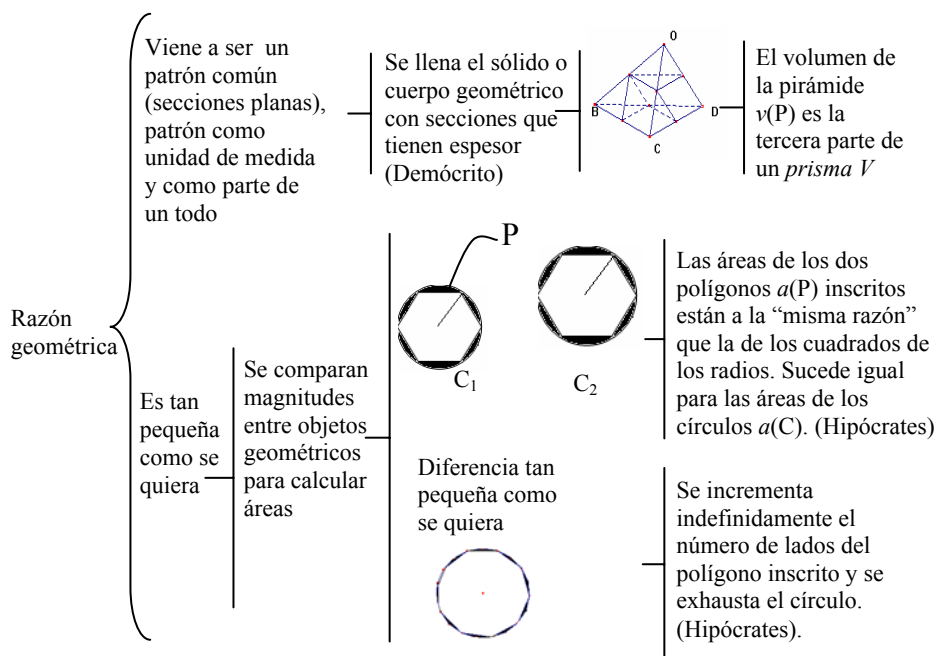 Razón
geométrica
Viene a ser un
patrón común
(secciones planas),
patrón como
unidad de medida
y como parte de
un todo
Se llena el sólido o
cuerpo geométrico
con secciones que
tienen espesor
(Demócrito)
O
B
D
C
El volumen de
la pirámide
v(P) es la
tercera parte de
un prisma V
Es tan
pequeña
como se
quiera
Se comparan
magnitudes
entre objetos
geométricos
para calcular
áreas
P
C₁
C₂
Las áreas de los dos
polígonos a(P) inscritos
están a la “misma razón”
que la de los cuadrados de
los radios. Sucede igual
para las áreas de los
círculos a(C). (Hipócrates)
Diferencia tan
pequeña como
se quiera
Se incrementa
indefinidamente el
número de lados del
polígono inscrito y se
exhausta el círculo.
(Hipócrates).